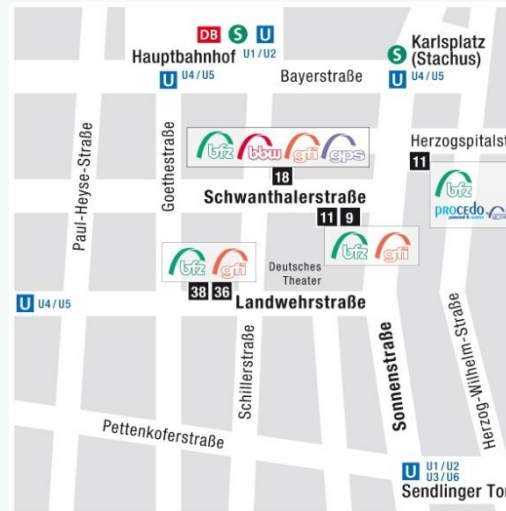 DB S U
Hauptbahnhof U1/U2
U U4/U5
Bayerstraße
S Karlsplatz
(Stachus)
U U4/U5
Paul-Heyse-Straße
Goethestraße
bfz bbw gfi gps
18
Schwanthalerstraße
Herzogspitalst
11
bfz
PROCEDO
11 9
bfz gfi
bfz gfi
38 36
Deutsches
Theater
U U4/U5
Landwehrstraße
Schillerstraße
Sonnenstraße
Herzog-Wilhelm-Straße
Pettenkoferstraße
U U1/U2
U3/U6
Sendlinger Tor